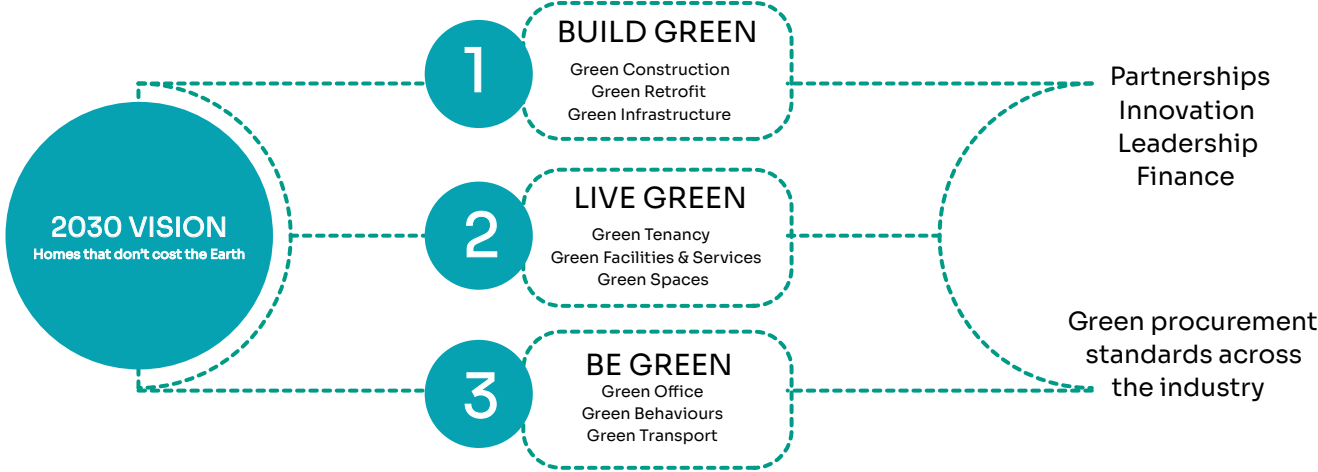 2030 VISION
Homes that don't cost the Earth
1
BUILD GREEN
Green Construction
Green Retrofit
Green Infrastructure
2
LIVE GREEN
Green Tenancy
Green Facilities & Services
Green Spaces
3
BE GREEN
Green Office
Green Behaviours
Green Transport
Partnerships
Innovation
Leadership
Finance
Green procurement
standards across
the industry